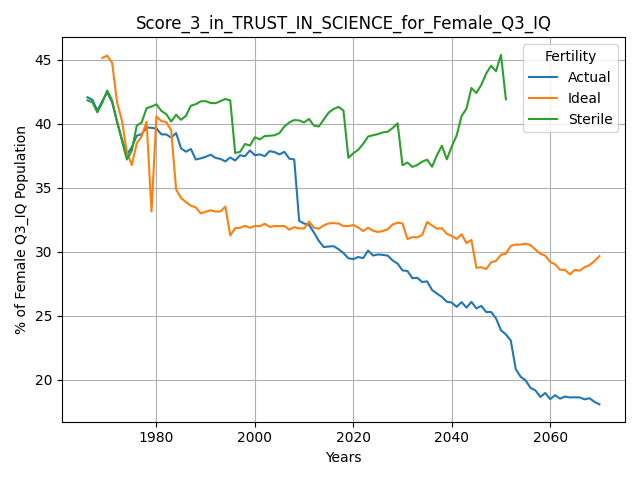 Score_3_in_TRUST_IN_SCIENCE_for_Female_Q3_IQ
% of Female Q3_IQ Population
45
40
35
30
25
20
Fertility
Actual
Ideal
Sterile
1980 2000 2020 2040 2060
Years